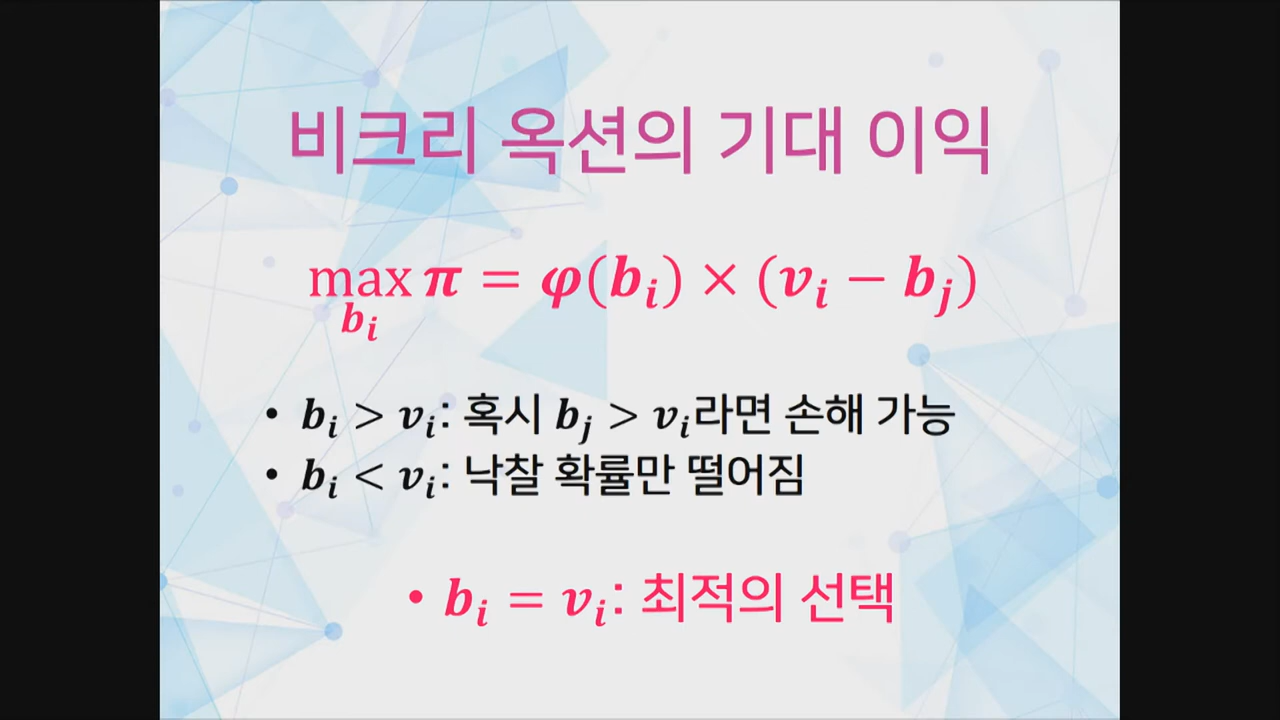 비크리 옥션의 기대 이익
max π = φ(bᵢ) × (vᵢ − bⱼ)
bᵢ
• bᵢ > vᵢ: 혹시 bⱼ > vᵢ라면 손해 가능
• bᵢ < vᵢ: 낙찰 확률만 떨어짐
• bᵢ = vᵢ: 최적의 선택